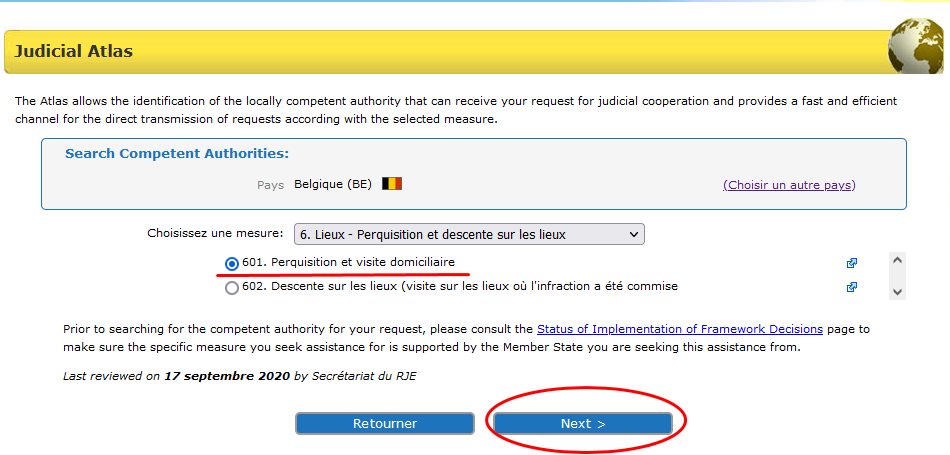 Judicial Atlas
The Atlas allows the identification of the locally competent authority that can receive your request for judicial cooperation and provides a fast and efficient
channel for the direct transmission of requests according with the selected measure.
Search Competent Authorities:
Pays Belgique (BE) (Choisir un autre pays)
Choisissez une mesure: 6. Lieux - Perquisition et descente sur les lieux
601. Perquisition et visite domiciliaire
602. Descente sur les lieux (visite sur les lieux où l'infraction a été commise
Prior to searching for the competent authority for your request, please consult the Status of Implementation of Framework Decisions page to
make sure the specific measure you seek assistance for is supported by the Member State you are seeking this assistance from.
Last reviewed on 17 septembre 2020 by Secrétariat du RJE
Retourner Next >